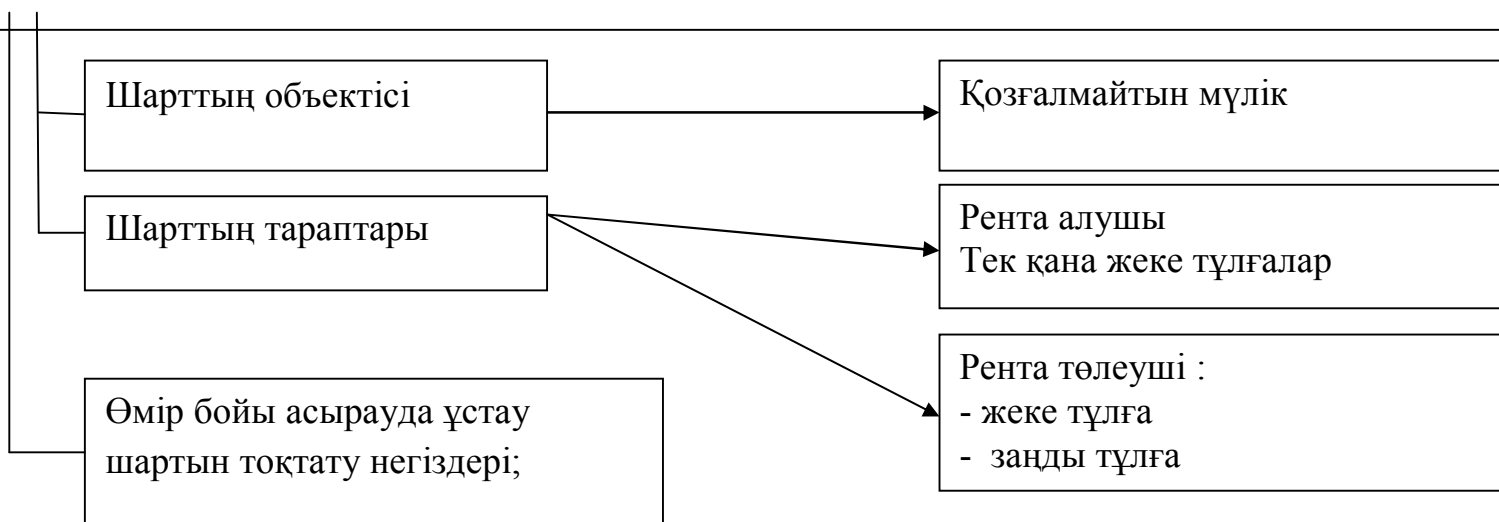 Шарттың объектісі
Қозғалмайтын мүлік
Шарттың тараптары
Рента алушы
Тек қана жеке тұлғалар
Рента төлеуші :
- жеке тұлға
- заңды тұлға
Өмір бойы асырауда ұстау
шартын тоқтату негіздері;